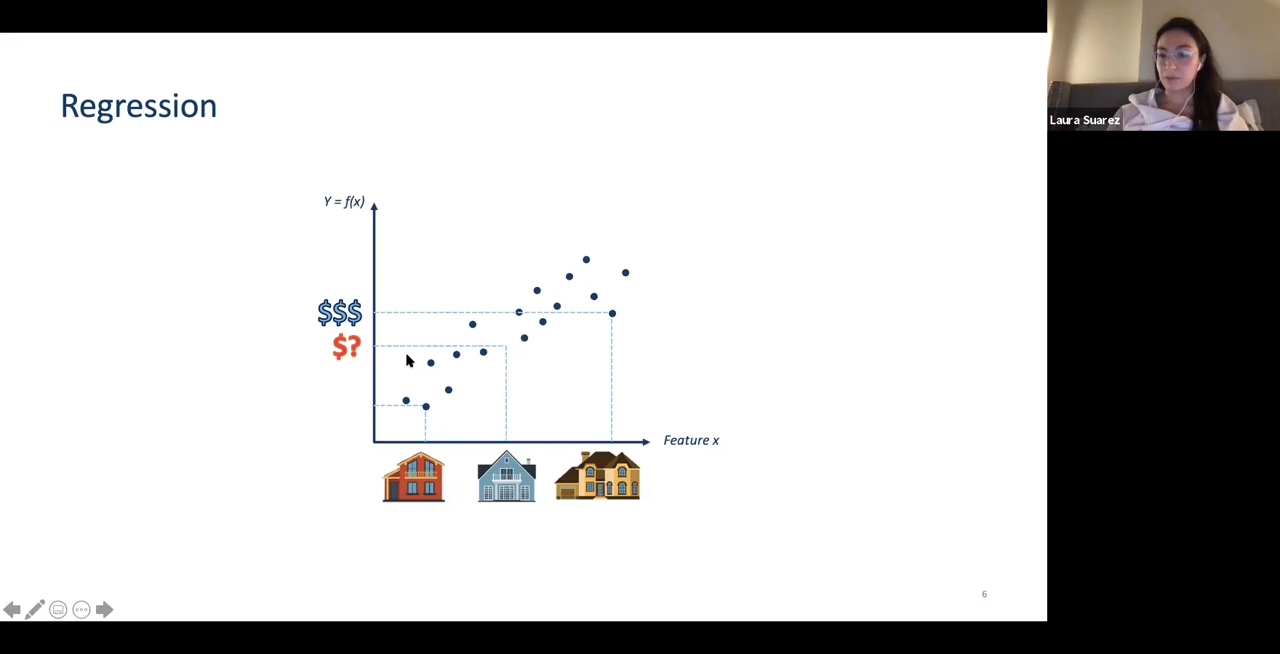 Regression
Laura Suarez
Y = f(x)
$$$
$?
Feature x
6